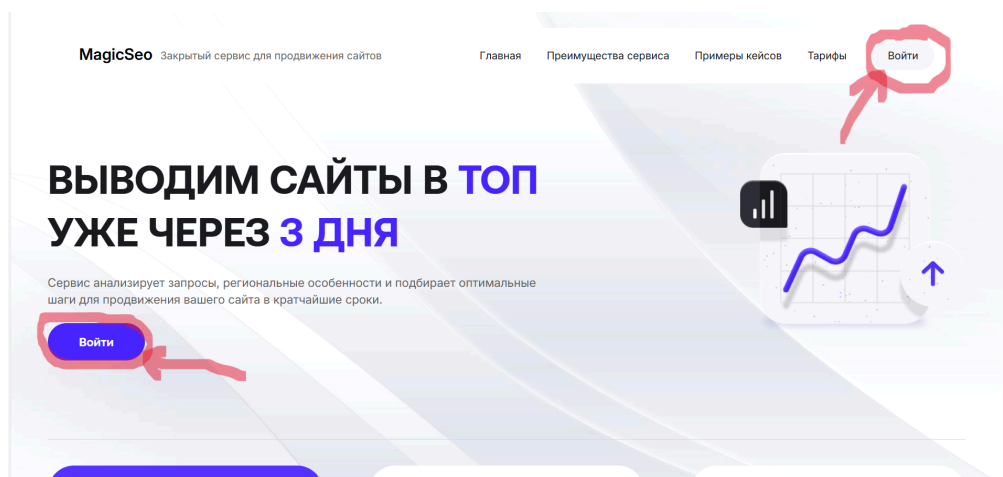 MagicSeo Закрытый сервис для продвижения сайтов Главная Преимущества сервиса Примеры кейсов Тарифы Войти
ВЫВОДИМ САЙТЫ В ТОП
УЖЕ ЧЕРЕЗ 3 ДНЯ
Сервис анализирует запросы, региональные особенности и подбирает оптимальные
шаги для продвижения вашего сайта в кратчайшие сроки.
Войти